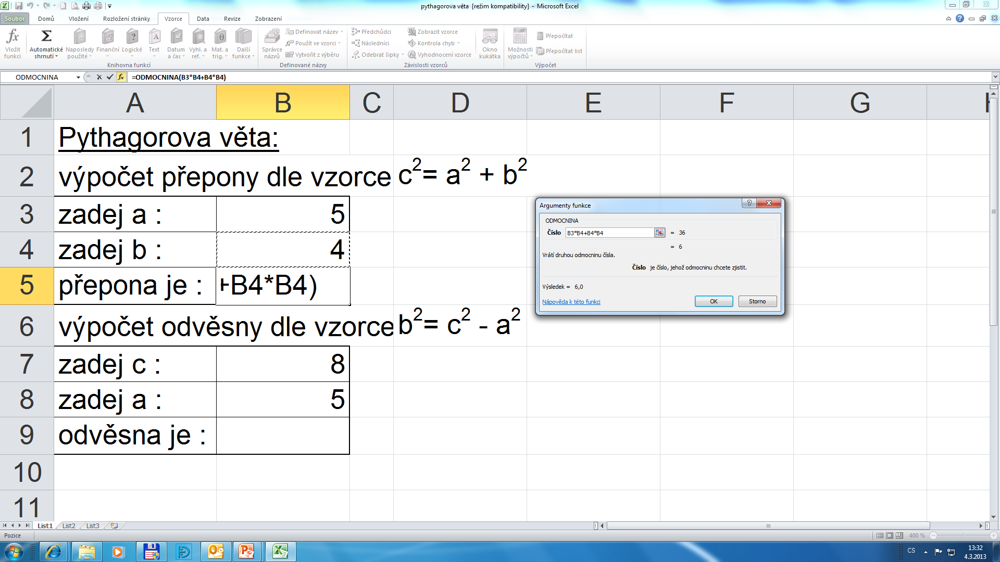 pythagorova věta  [režim kompatibility]  -  Microsoft Excel
Soubor Domů Vložení Rozložení stránky Vzorce Data Revize Zobrazení
Vložit funkci
Automatické shrnutí
Naposledy použité
Finanční
Logické
Text
Datum a čas
Vyhl. a ref.
Mat. a trig.
Další funkce
Knihovna funkcí
Správce názvů
Definovat název
Použít ve vzorci
Vytvořit z výběru
Definované názvy
Předchůdci
Následníci
Odebrat šipky
Zobrazit vzorce
Kontrola chyb
Vyhodnocení vzorce
Závislosti vzorců
Okno kukátka
Možnosti výpočtů
Přepočítat
Přepočítat list
Výpočet
ODMOCNINA fx =ODMOCNINA(B3*B4+B4*B4)
A B C D E F G H
1 Pythagorova věta:
2 výpočet přepony dle vzorce c²= a² + b²
3 zadej a : 5
4 zadej b : 4
5 přepona je : +B4*B4)
6 výpočet odvěsny dle vzorce b²= c² - a²
7 zadej c : 8
8 zadej a : 5
9 odvěsna je :
10
11
Argumenty funkce
ODMOCNINA
Číslo B3*B4+B4*B4 = 36
= 6
Vrátí druhou odmocninu čísla.
Číslo je číslo, jehož odmocninu chcete zjistit.
Výsledek = 6,0
Nápověda k této funkci
OK Storno
List1 List2 List3
Pozice
400 %
CS
13:32
4.3.2013